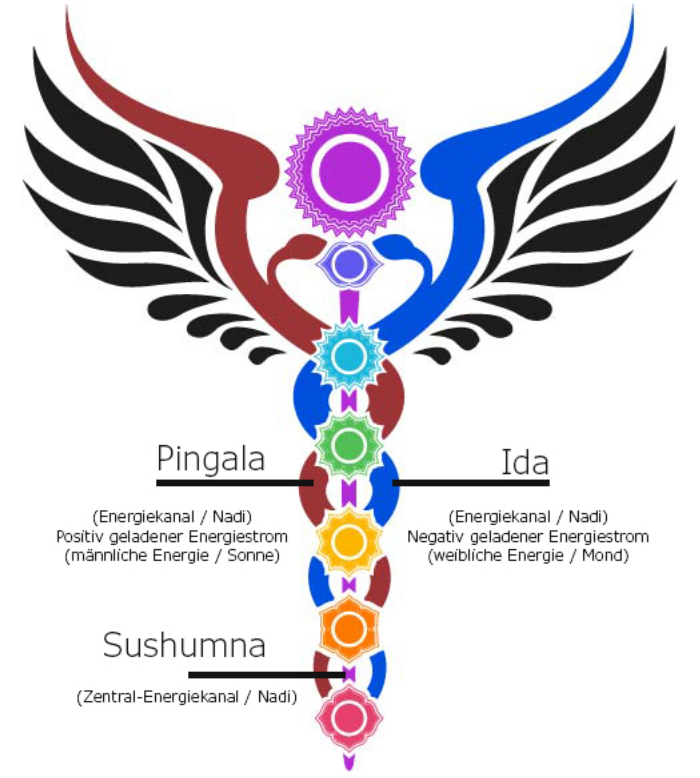 Pingala
(Energiekanal / Nadi)
Positiv geladener Energiestrom
(männliche Energie / Sonne)
Ida
(Energiekanal / Nadi)
Negativ geladener Energiestrom
(weibliche Energie / Mond)
Sushumna
(Zentral-Energiekanal / Nadi)